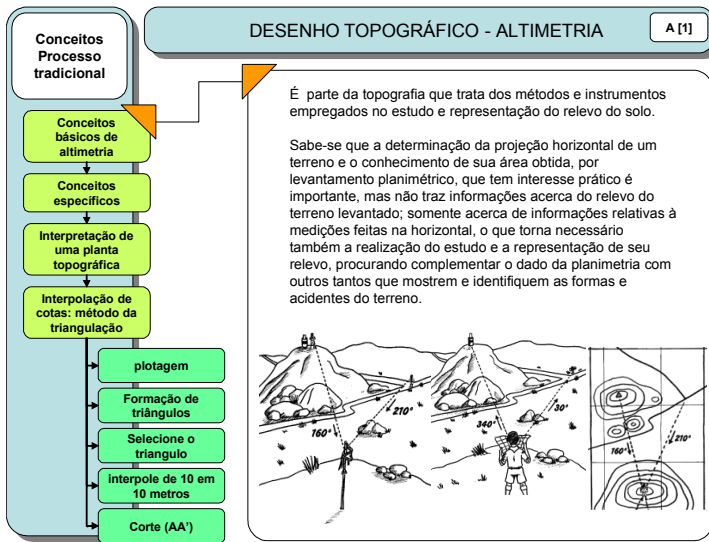 DESENHO TOPOGRÁFICO - ALTIMETRIA
A [1]
Conceitos
Processo
tradicional
Conceitos
básicos de
altimetria
Conceitos
específicos
Interpretação de
uma planta
topográfica
Interpolação de
cotas: método da
triangulação
plotagem
Formação de
triângulos
Selecione o
triangulo
interpole de 10 em
10 metros
Corte (AA')
É parte da topografia que trata dos métodos e instrumentos
empregados no estudo e representação do relevo do solo.
Sabe-se que a determinação da projeção horizontal de um
terreno e o conhecimento de sua área obtida, por
levantamento planimétrico, que tem interesse prático é
importante, mas não traz informações acerca do relevo do
terreno levantado; somente acerca de informações relativas à
medições feitas na horizontal, o que torna necessário
também a realização do estudo e a representação de seu
relevo, procurando complementar o dado da planimetria com
outros tantos que mostrem e identifiquem as formas e
acidentes do terreno.
160°
210°
340°
30°
160°
210°